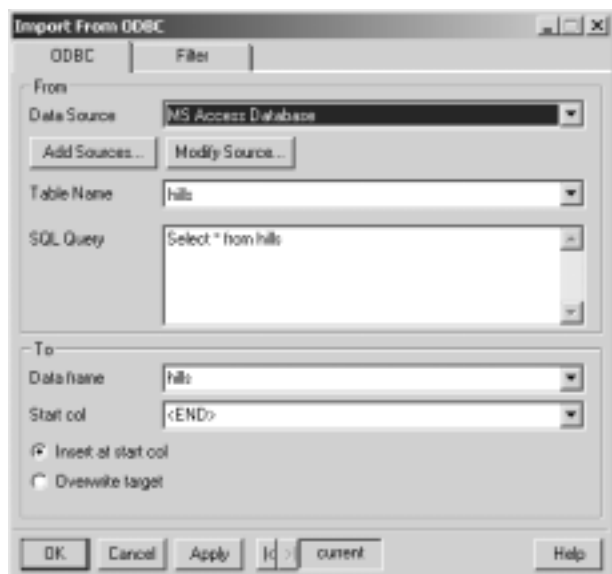 Import From ODBC
ODBC Filter
From
Data Source MS Access Database
Add Sources... Modify Source...
Table Name hills
SQL Query Select * from hills
To
Data frame hills
Start col <END>
Insert at start col
Overwrite target
OK Cancel Apply current Help